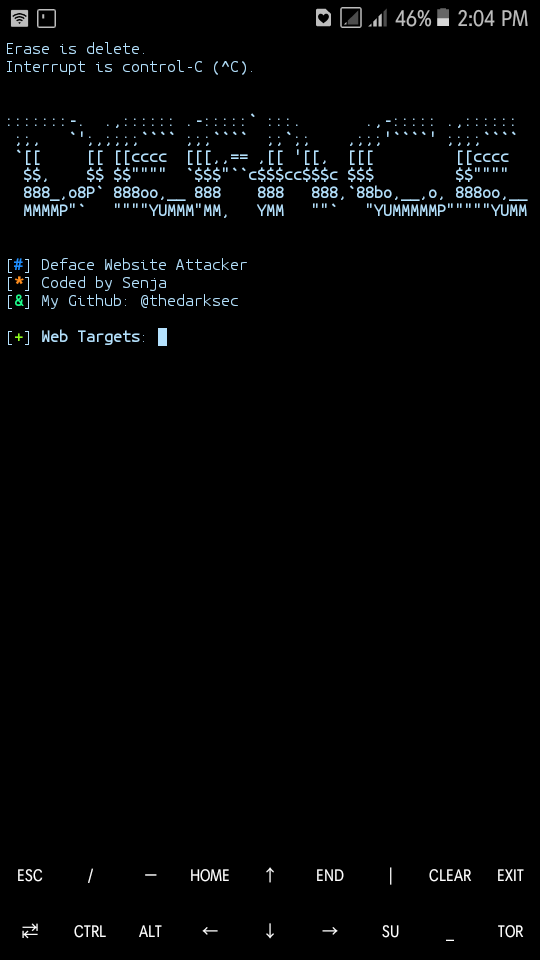 46% 2:04 PM
Erase is delete.
Interrupt is control-C (^C).
:::::::-.  .,:::::: .-:::::` :::.      .,-::::: .,::::::
 ;;,   `';,;;;;'```` ;;;'```` ;;`;;    ,;;;'````' ;;;;''''
 `[[     [[ [[cccc  [[[,,== ,[[ '[[,  [[[         [[cccc
  $$,    $$ $$""""  `$$$"``c$$$cc$$$c $$$         $$""""
  888_,o8P` 888oo,__ 888    888   888,`88bo,__,o, 888oo,__
  MMMMP"`   """"YUMMM"MM,   YMM   ""`   "YUMMMMMP"""""YUMM
[#] Deface Website Attacker
[*] Coded by Senja
[&] My Github: @thedarksec
[+] Web Targets:
ESC / — HOME ↑ END | CLEAR EXIT
⇄ CTRL ALT ← ↓ → SU _ TOR